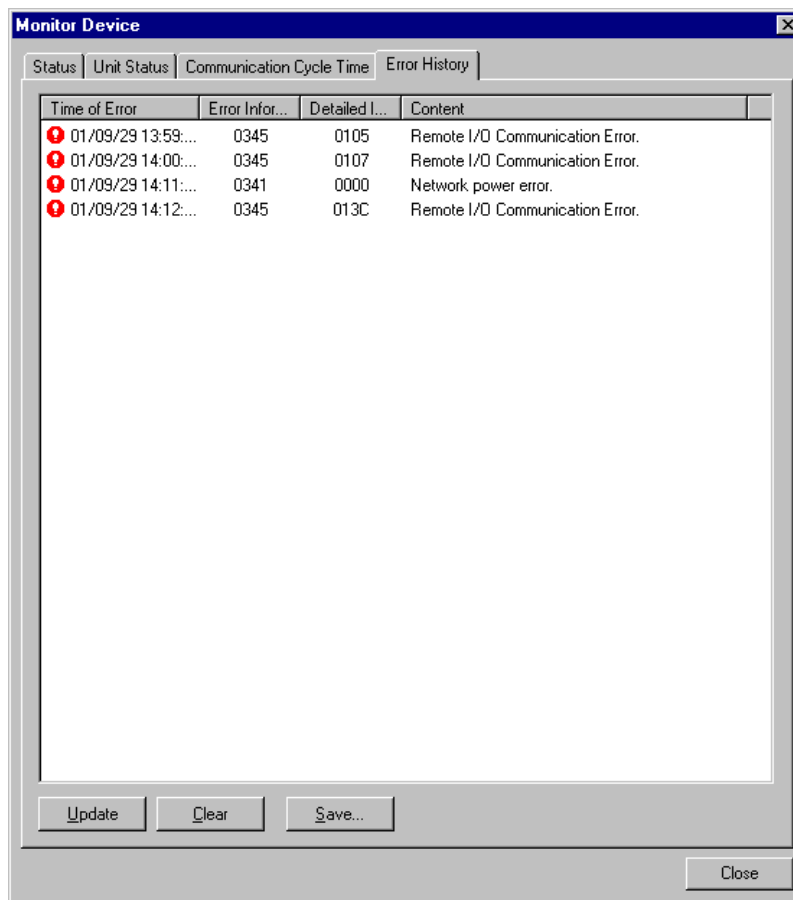 Monitor Device
Status Unit Status Communication Cycle Time Error History
Time of Error Error Infor... Detailed I... Content
01/09/29 13:59:... 0345 0105 Remote I/O Communication Error.
01/09/29 14:00:... 0345 0107 Remote I/O Communication Error.
01/09/29 14:11:... 0341 0000 Network power error.
01/09/29 14:12:... 0345 013C Remote I/O Communication Error.
Update Clear Save...
Close